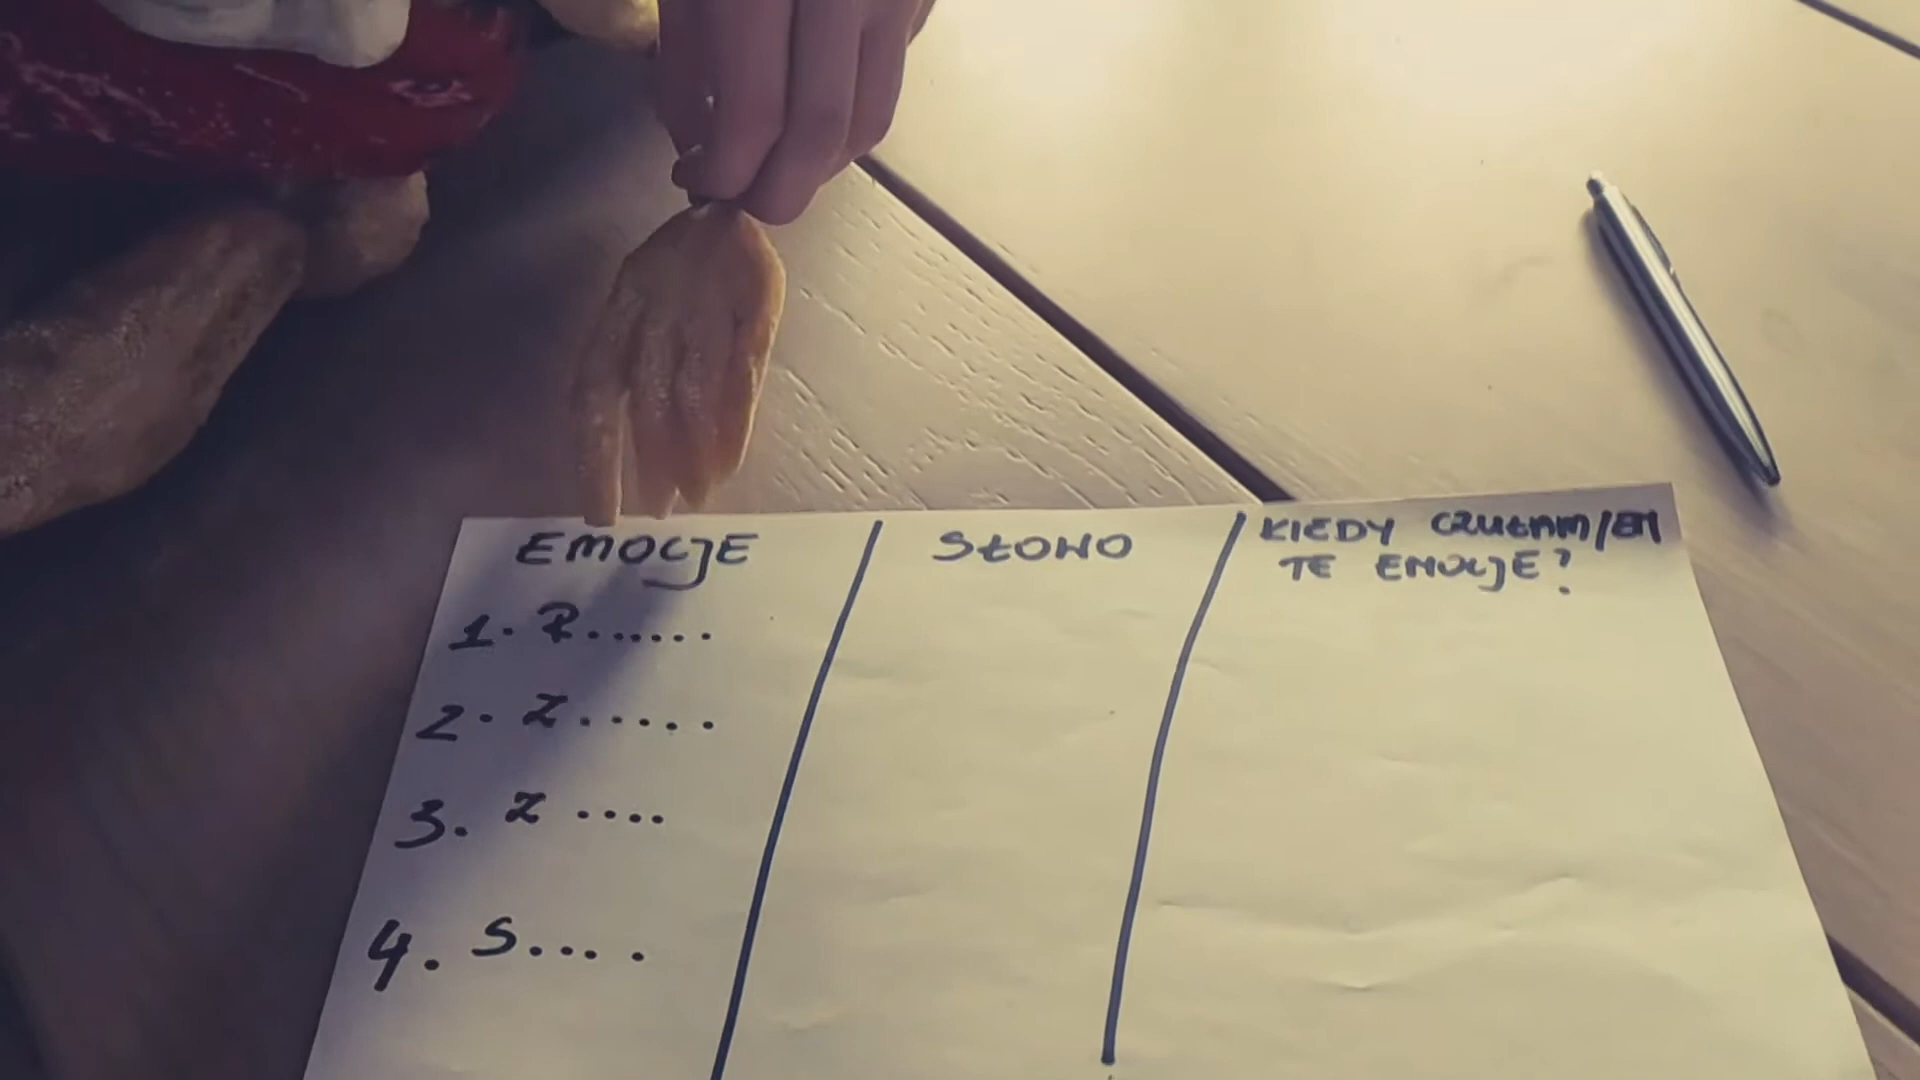 EMOCJE
SŁOWO
KIEDY CZUŁAM/EM
TE EMOCJE?
1. R......
2. Z.....
3. Z ....
4. S....